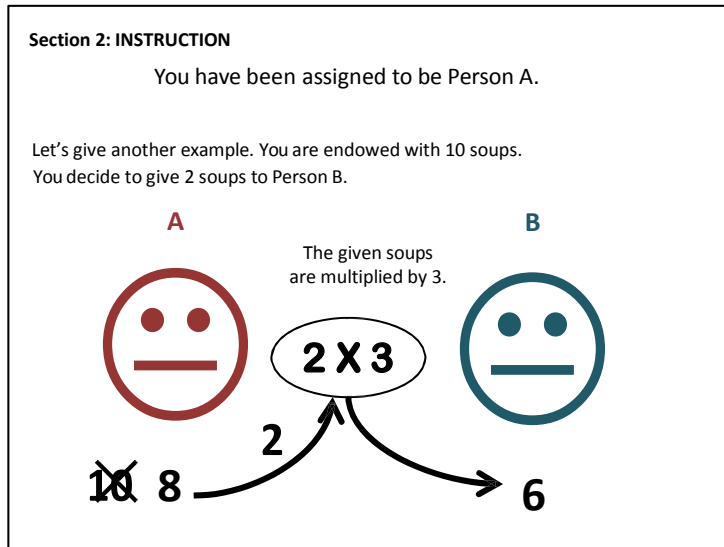 Section 2: INSTRUCTION
You have been assigned to be Person A.
Let's give another example. You are endowed with 10 soups.
You decide to give 2 soups to Person B.
A
B
The given soups
are multiplied by 3.
2 X 3
2
10 8
6